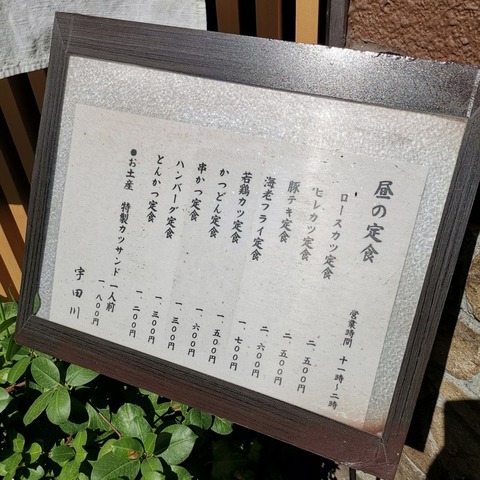 昼の定食
営業時間 十一時~二時
ロースカツ定食 二、五〇〇円
ヒレカツ定食 二、五〇〇円
豚テキ定食 二、六〇〇円
海老フライ定食 一、七〇〇円
若鶏カツ定食 一、五〇〇円
かつどん定食 一、六〇〇円
串かつ定食 一、三〇〇円
ハンバーグ定食 一、三〇〇円
とんかつ定食 一、二〇〇円
●お土産 特製カツサンド 一人前
一、八〇〇円
宇田川